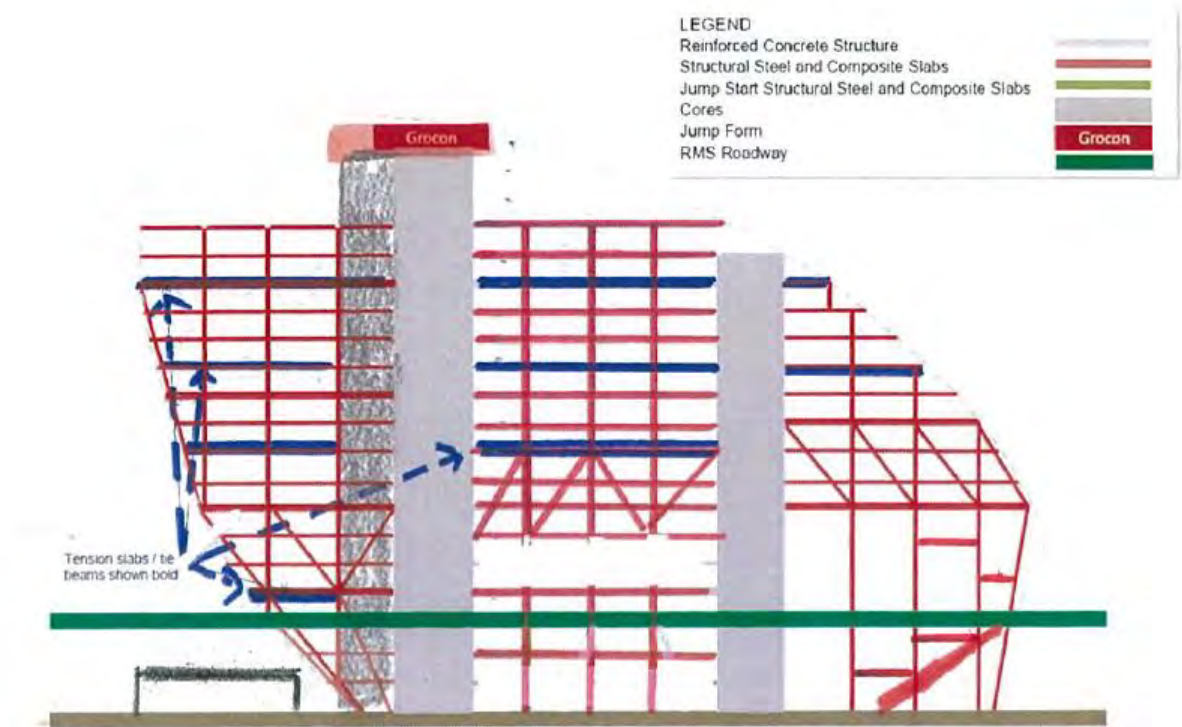 LEGEND
Reinforced Concrete Structure
Structural Steel and Composite Slabs
Jump Start Structural Steel and Composite Slabs
Cores
Jump Form
Grocon
RMS Roadway
Grocon
Tension slabs / tie
beams shown bold